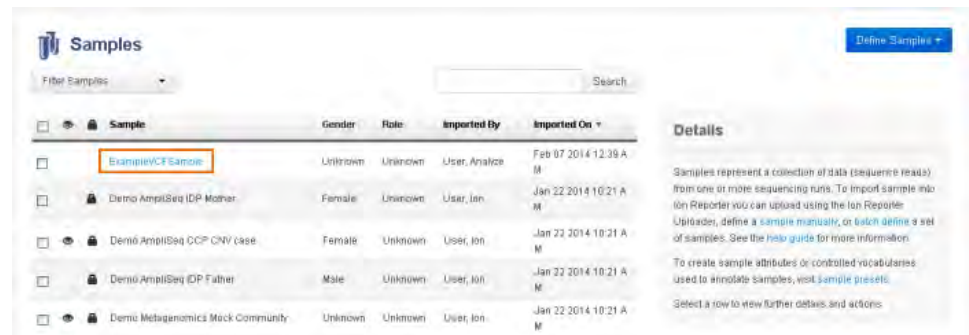 Samples
Define Samples
Filter Samples
Search
Sample Gender Role Imported By Imported On
ExampleVCFSample Unknown Unknown User, Analyze Feb 07 2014 12:39 A
M
Demo AmpliSeq IDP Mother Female Unknown User, Ion Jan 22 2014 10:21 A
M
Demo AmpliSeq CCP CNV case Female Unknown User, Ion Jan 22 2014 10:21 A
M
Demo AmpliSeq IDP Father Male Unknown User, Ion Jan 22 2014 10:21 A
M
Demo Metagenomics Mock Community Unknown Unknown User, Ion Jan 22 2014 10:21 A
M
Details
Samples represent a collection of data (sequence reads)
from one or more sequencing runs. To import sample into
Ion Reporter you can upload using the Ion Reporter
Uploader, define a sample manually, or batch define a set
of samples. See the help guide for more information.
To create sample attributes or controlled vocabularies
used to annotate samples, visit sample presets.
Select a row to view further details and actions.